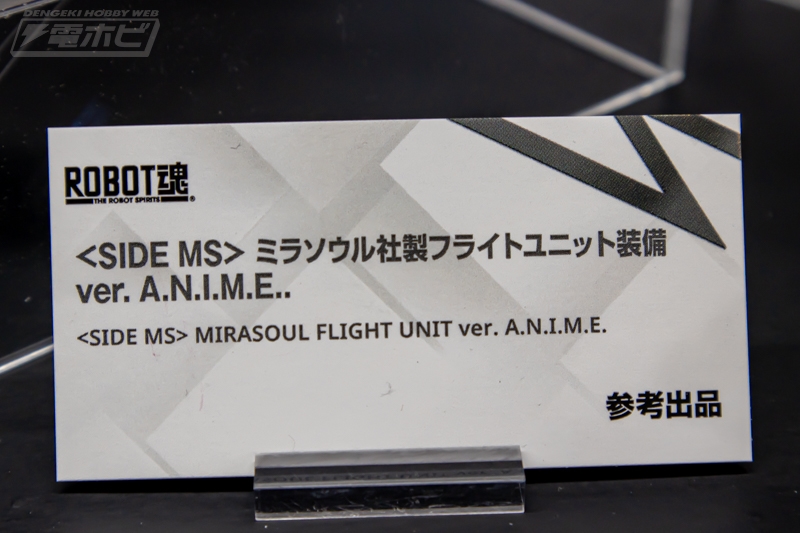 DENGEKI HOBBY WEB
電ホビ
ROBOT魂
THE ROBOT SPIRITS ®
<SIDE MS> ミラソウル社製フライトユニット装備
ver. A.N.I.M.E..
<SIDE MS> MIRASOUL FLIGHT UNIT ver. A.N.I.M.E.
参考出品